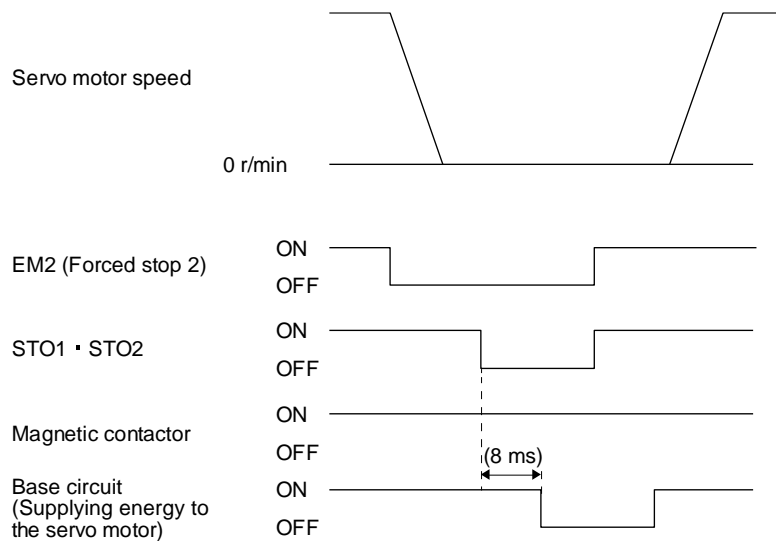 Servo motor speed
0 r/min
EM2 (Forced stop 2)
ON
OFF
STO1・STO2
ON
OFF
Magnetic contactor
ON
OFF
(8 ms)
Base circuit
(Supplying energy to
the servo motor)
ON
OFF